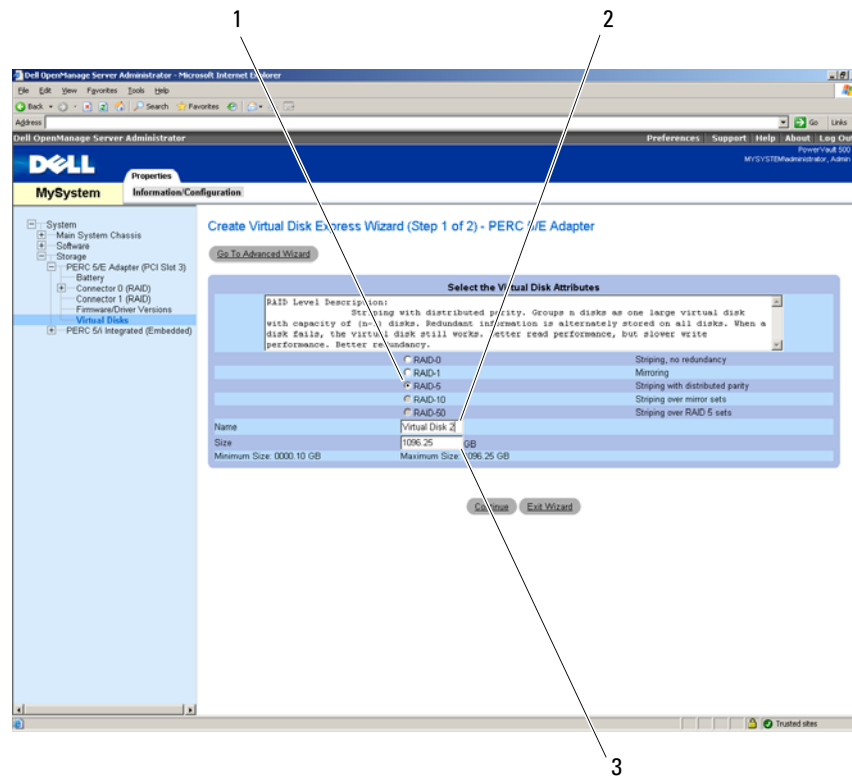 1
2
Dell OpenManage Server Administrator - Microsoft Internet Explorer
File Edit View Favorites Tools Help
Back Search Favorites
Address Go Links
Dell OpenManage Server Administrator Preferences Support Help About Log Out
DELL
PowerVault 500
MYSYSTEM\administrator, Admin
Properties
MySystem
Information/Configuration
System
Main System Chassis
Software
Storage
PERC 5/E Adapter (PCI Slot 3)
Battery
Connector 0 (RAID)
Connector 1 (RAID)
Firmware/Driver Versions
Virtual Disks
PERC 5/i Integrated (Embedded)
Create Virtual Disk Express Wizard (Step 1 of 2) - PERC 5/E Adapter
Go To Advanced Wizard
Select the Virtual Disk Attributes
RAID Level Description:
Striping with distributed parity. Groups n disks as one large virtual disk
with capacity of (n-1) disks. Redundant information is alternately stored on all disks. When a
disk fails, the virtual disk still works. Better read performance, but slower write
performance. Better redundancy.
RAID-0 Striping, no redundancy
RAID-1 Mirroring
RAID-5 Striping with distributed parity
RAID-10 Striping over mirror sets
RAID-50 Striping over RAID 5 sets
Name Virtual Disk 2
Size 1096.25 GB
Minimum Size: 0000.10 GB Maximum Size: 1096.25 GB
Continue Exit Wizard
Trusted sites
3